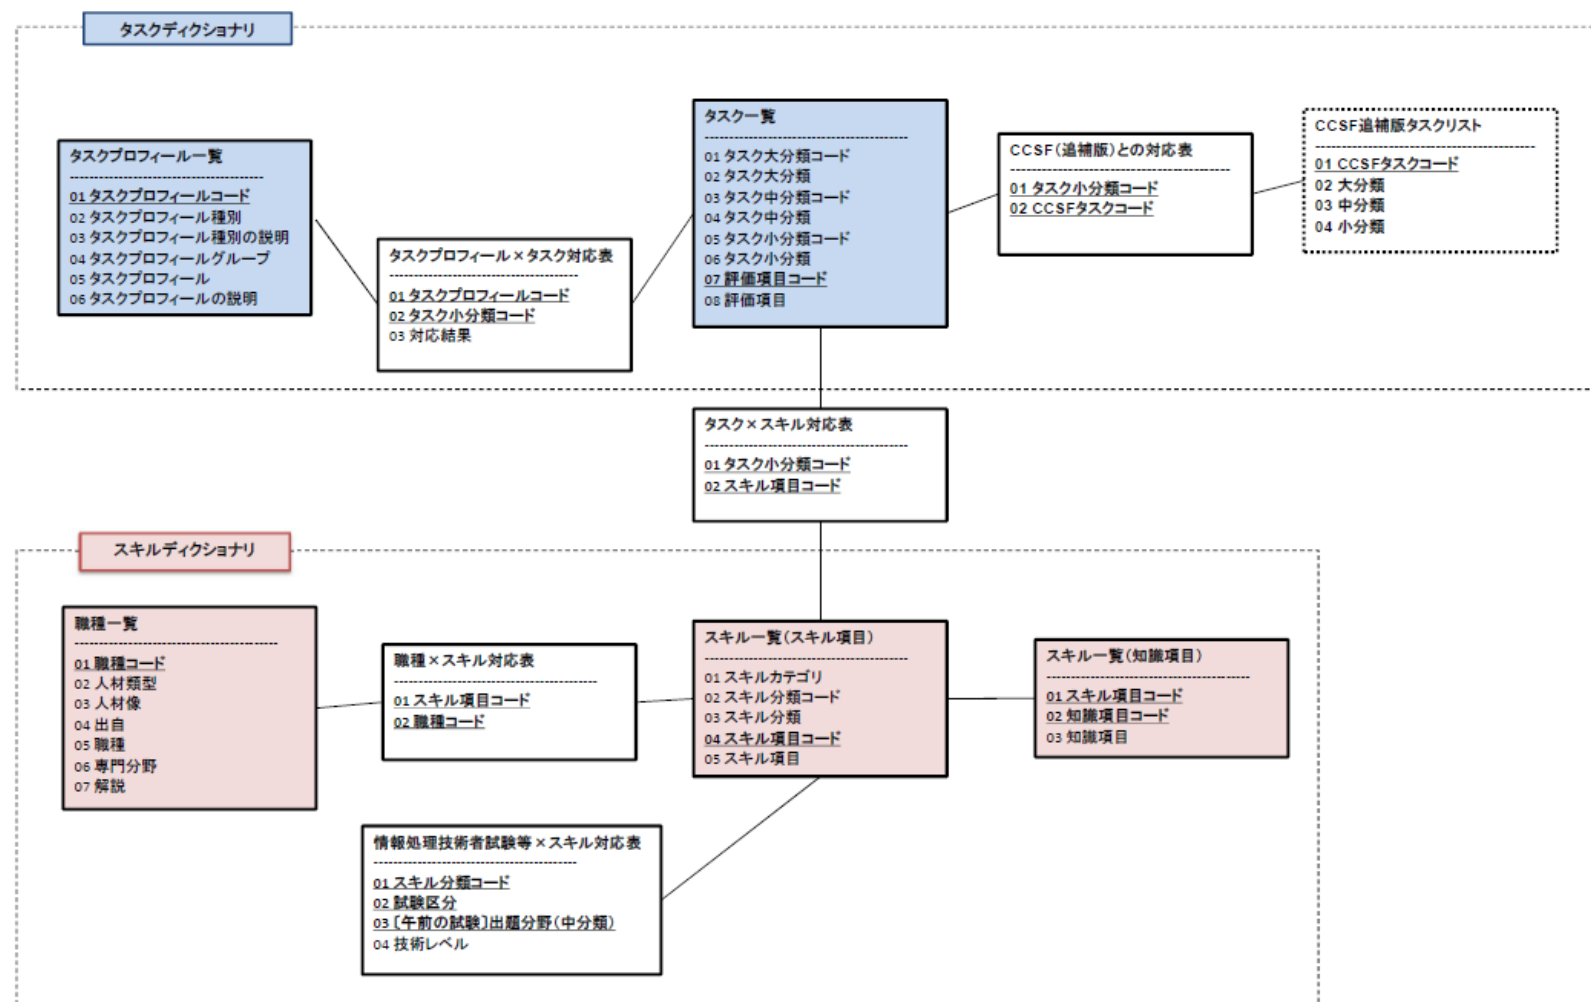 タスクディクショナリ
タスクプロフィール一覧
01 タスクプロフィールコード
02 タスクプロフィール種別
03 タスクプロフィール種別の説明
04 タスクプロフィールグループ
05 タスクプロフィール
06 タスクプロフィールの説明
タスクプロフィール×タスク対応表
01 タスクプロフィールコード
02 タスク小分類コード
03 対応結果
タスク一覧
01 タスク大分類コード
02 タスク大分類
03 タスク中分類コード
04 タスク中分類
05 タスク小分類コード
06 タスク小分類
07 評価項目コード
08 評価項目
CCSF(追補版)との対応表
01 タスク小分類コード
02 CCSFタスクコード
CCSF追補版タスクリスト
01 CCSFタスクコード
02 大分類
03 中分類
04 小分類
タスク×スキル対応表
01 タスク小分類コード
02 スキル項目コード
スキルディクショナリ
職種一覧
01 職種コード
02 人材類型
03 人材像
04 出自
05 職種
06 専門分野
07 解説
職種×スキル対応表
01 スキル項目コード
02 職種コード
スキル一覧(スキル項目)
01 スキルカテゴリ
02 スキル分類コード
03 スキル分類
04 スキル項目コード
05 スキル項目
スキル一覧(知識項目)
01 スキル項目コード
02 知識項目コード
03 知識項目
情報処理技術者試験等×スキル対応表
01 スキル分類コード
02 試験区分
03 [午前の試験]出題分野(中分類)
04 技術レベル